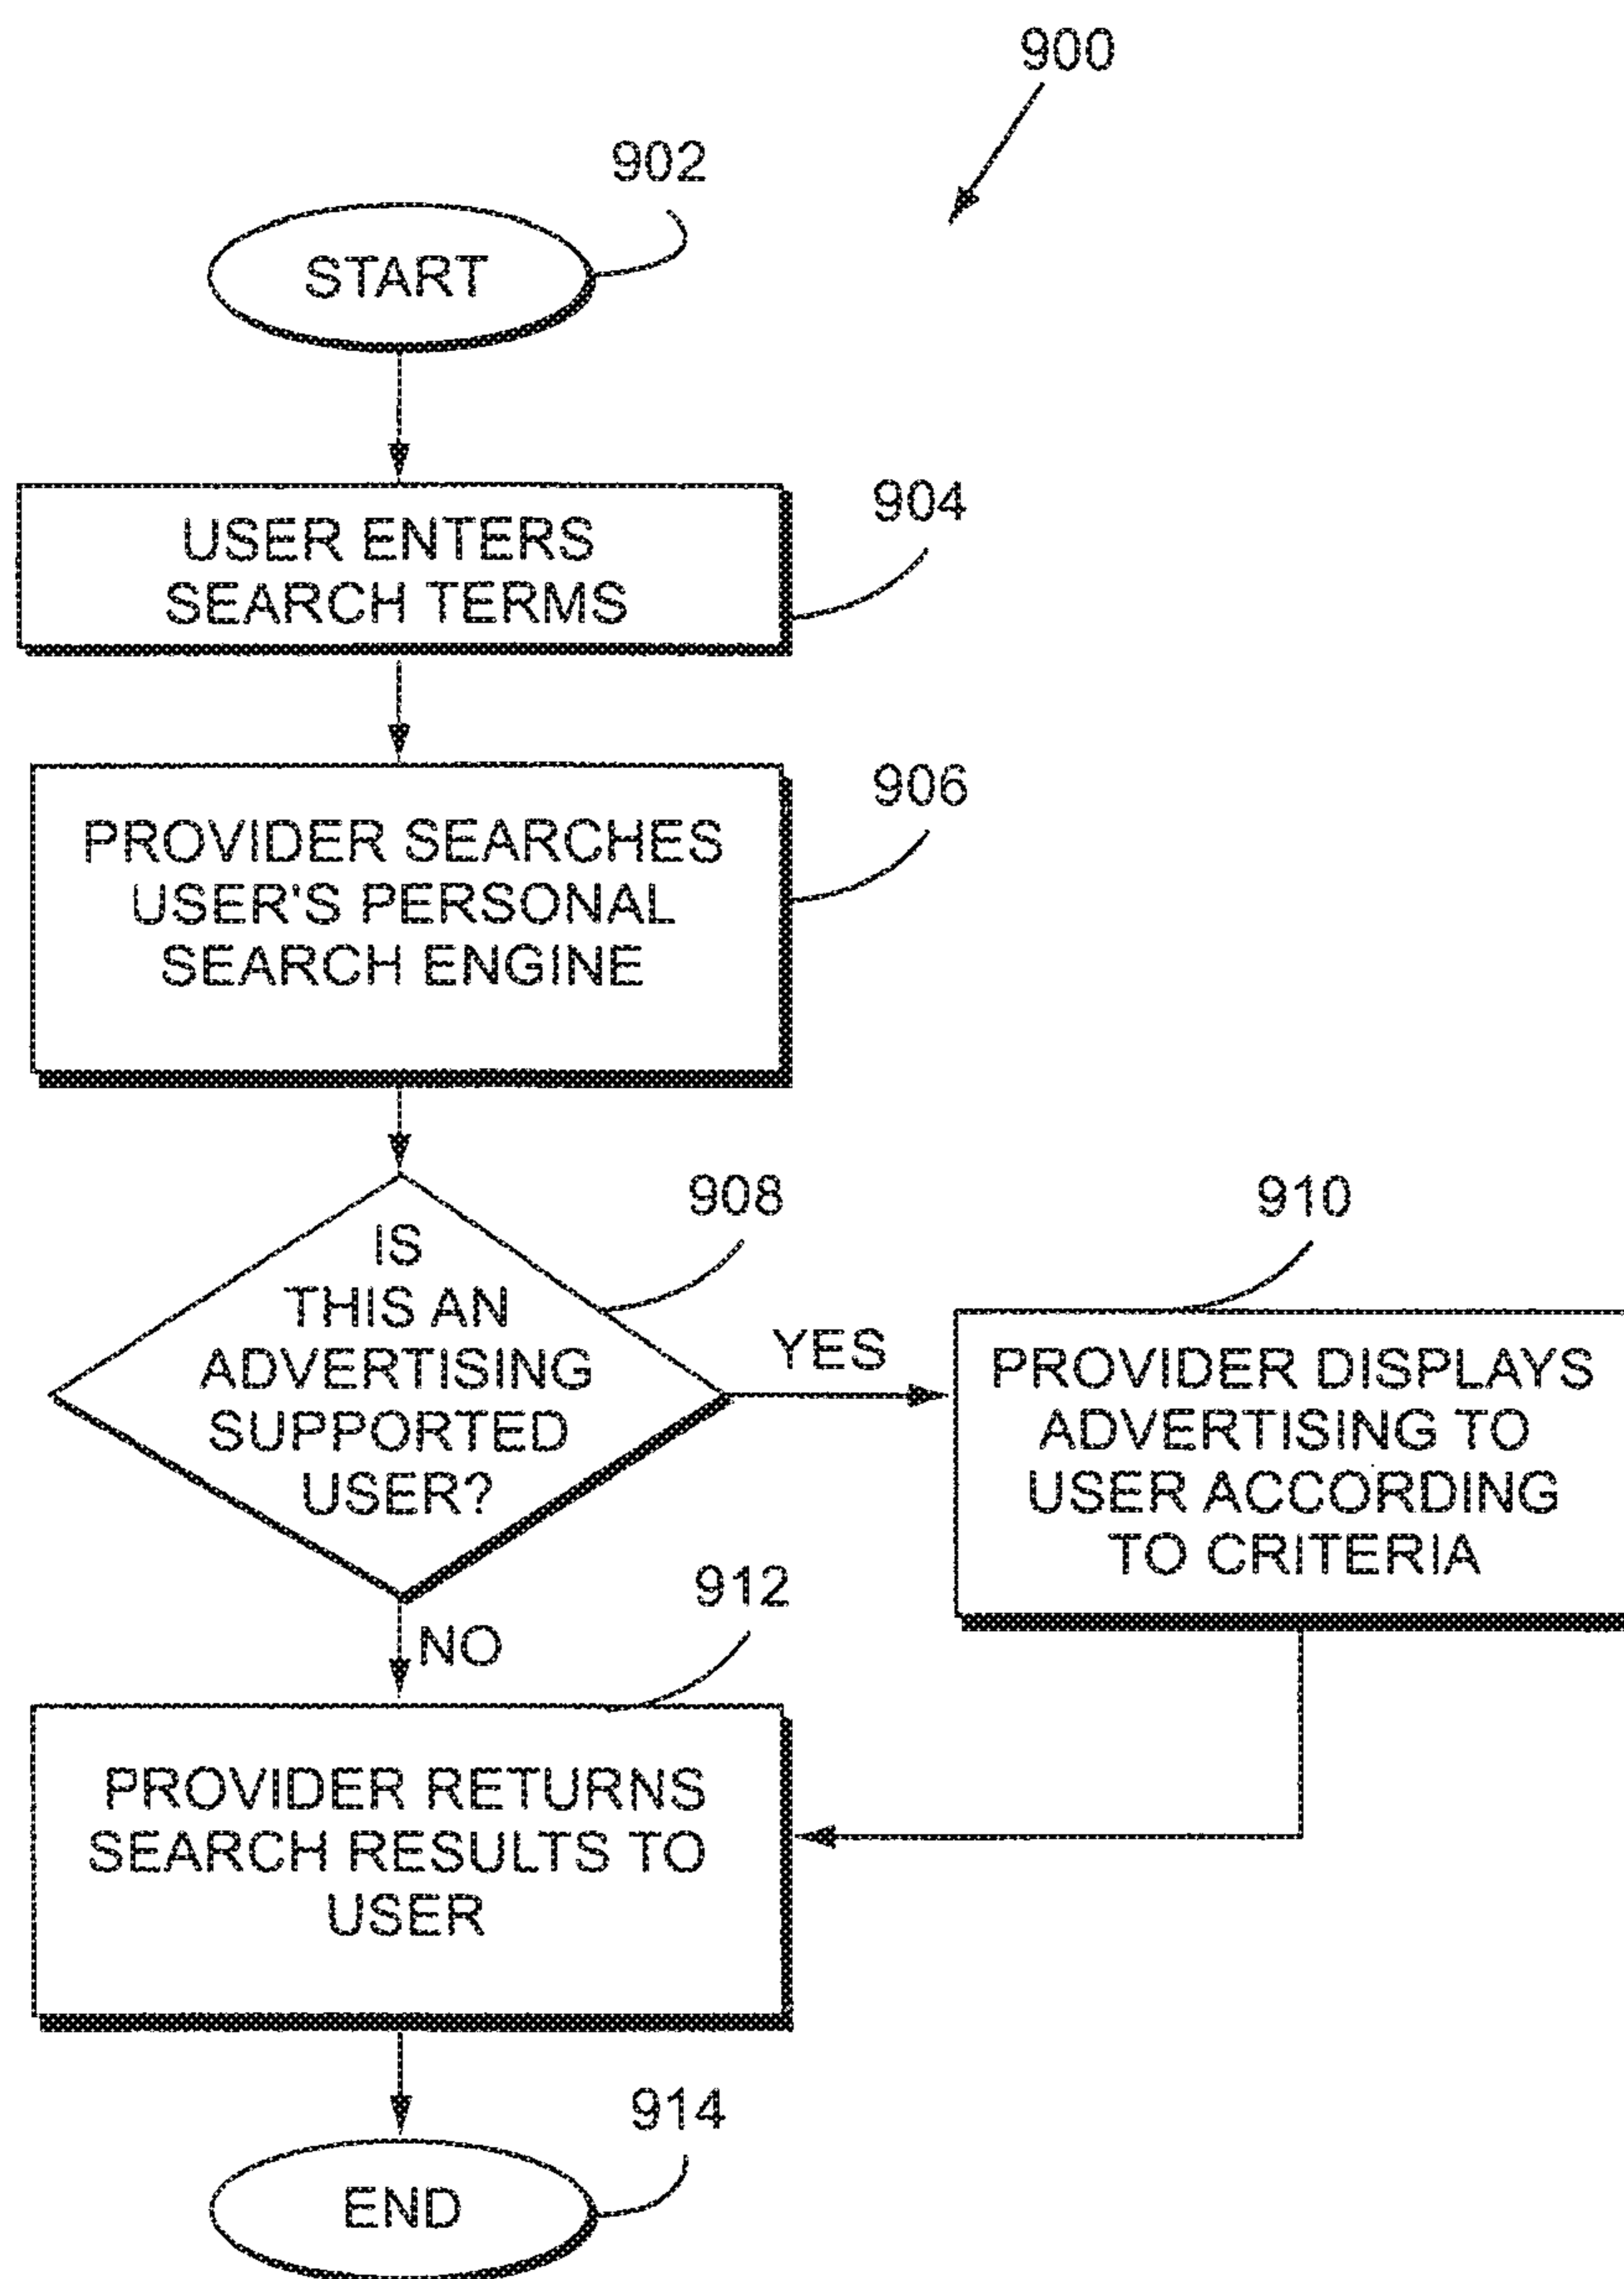 900
902
START
904
USER ENTERS
SEARCH TERMS
906
PROVIDER SEARCHES
USER'S PERSONAL
SEARCH ENGINE
908
IS
THIS AN
ADVERTISING
SUPPORTED
USER?
YES
910
PROVIDER DISPLAYS
ADVERTISING TO
USER ACCORDING
TO CRITERIA
NO
912
PROVIDER RETURNS
SEARCH RESULTS TO
USER
914
END